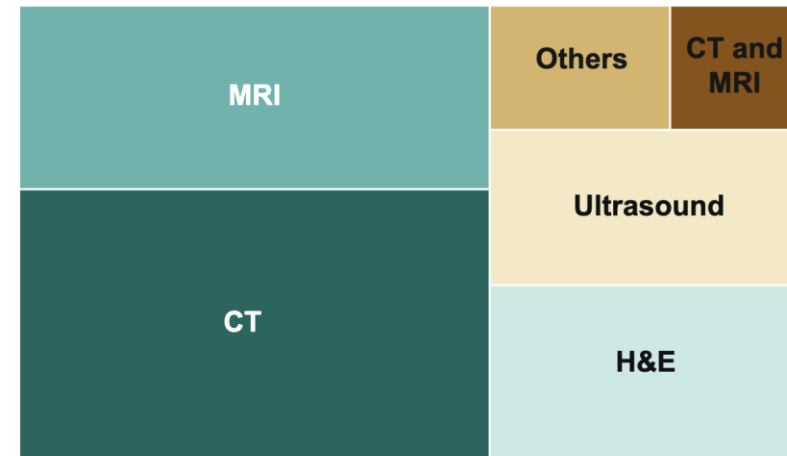 MRI
CT
Others
CT and
MRI
Ultrasound
H&E